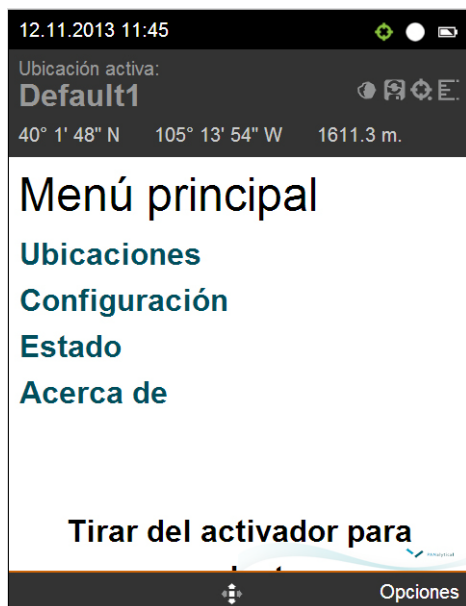 12.11.2013 11:45
Ubicación activa:
Default1
40° 1' 48" N 105° 13' 54" W 1611.3 m.
Menú principal
Ubicaciones
Configuración
Estado
Acerca de
Tirar del activador para
Opciones